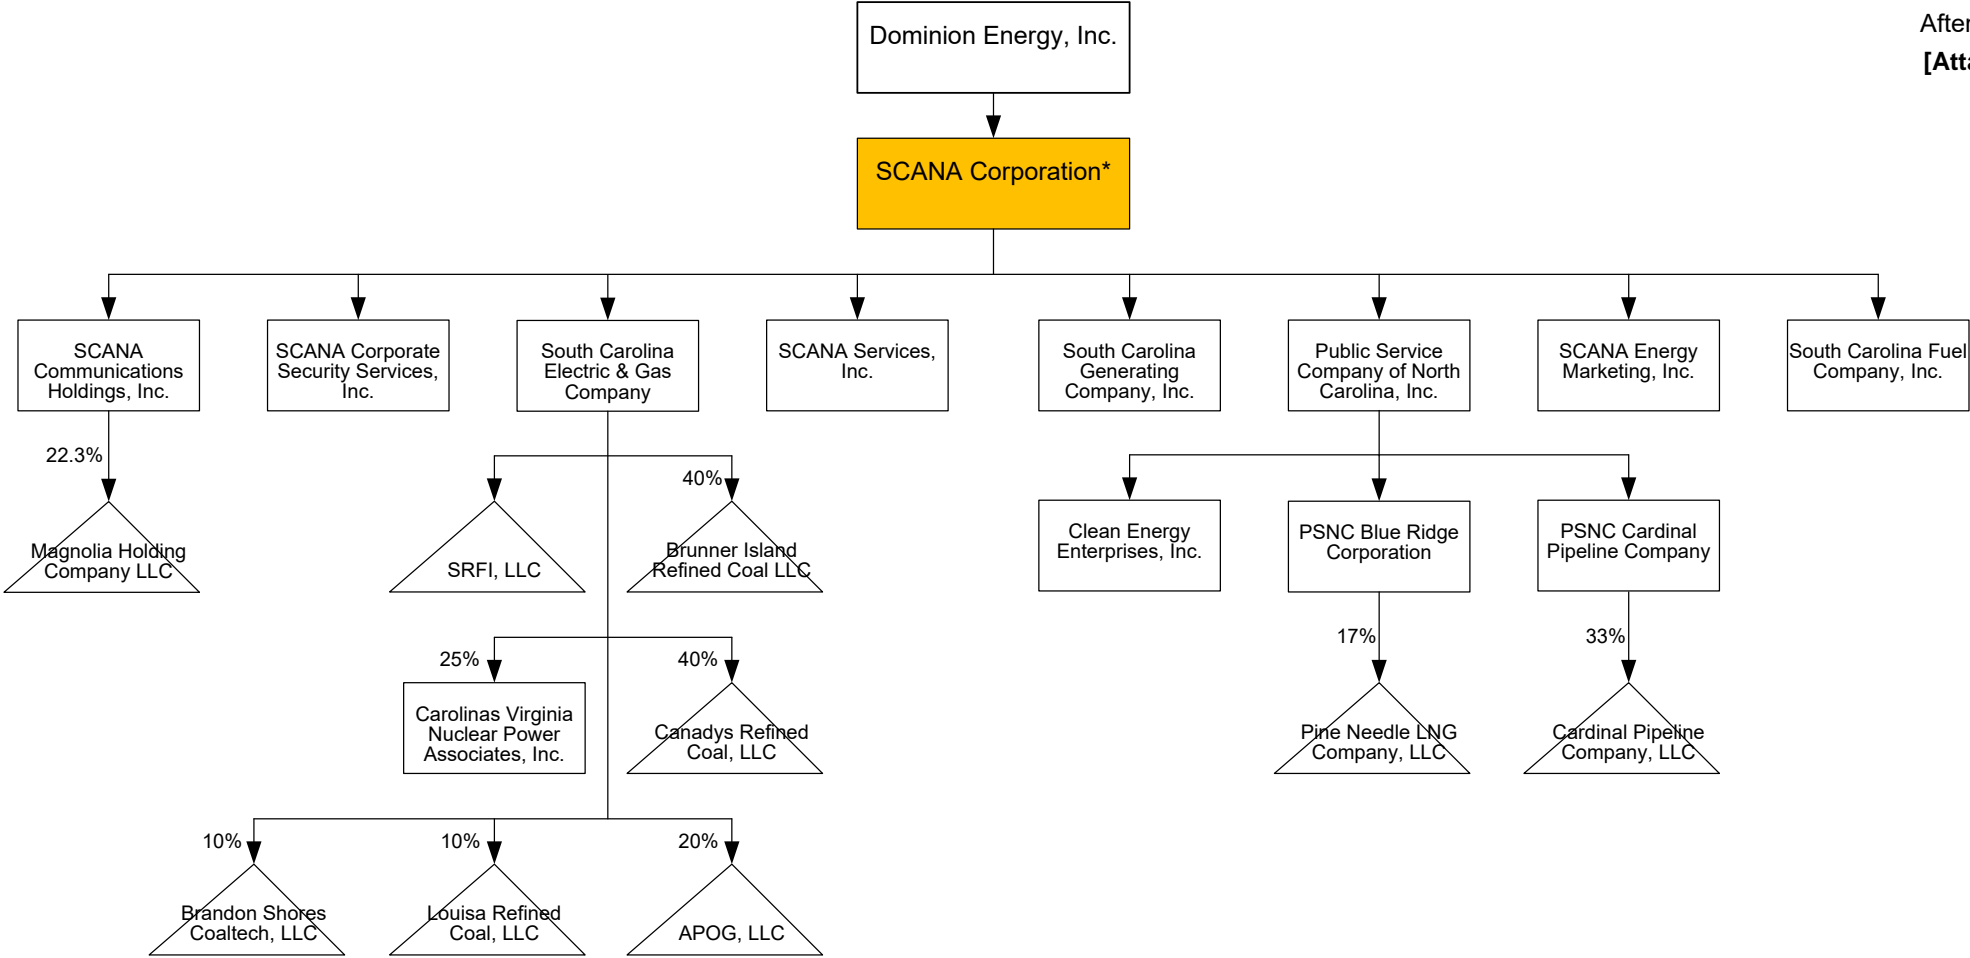 Dominion Energy, Inc.
SCANA Corporation*
SCANA
Communications
Holdings, Inc.
SCANA Corporate
Security Services,
Inc.
South Carolina
Electric & Gas
Company
SCANA Services,
Inc.
South Carolina
Generating
Company, Inc.
Public Service
Company of North
Carolina, Inc.
SCANA Energy
Marketing, Inc.
South Carolina Fuel
Company, Inc.
22.3%
40%
Magnolia Holding
Company LLC
SRFI, LLC
Brunner Island
Refined Coal LLC
Clean Energy
Enterprises, Inc.
PSNC Blue Ridge
Corporation
PSNC Cardinal
Pipeline Company
25%
40%
17%
33%
Carolinas Virginia
Nuclear Power
Associates, Inc.
Canadys Refined
Coal, LLC
Pine Needle LNG
Company, LLC
Cardinal Pipeline
Company, LLC
10%
10%
20%
Brandon Shores
Coaltech, LLC
Louisa Refined
Coal, LLC
APOG, LLC